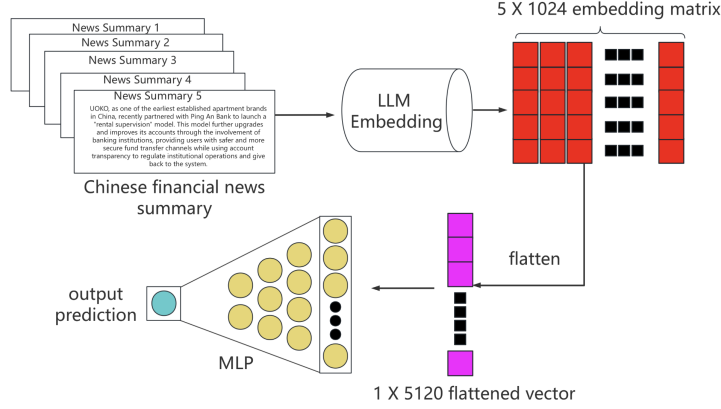 5 X 1024 embedding matrix
News Summary 1
News Summary 2
News Summary 3
News Summary 4
News Summary 5
UOKO, as one of the earliest established apartment brands
in China, recently partnered with Ping An Bank to launch a
"rental supervision" model. This model further upgrades
and improves its accounts through the involvement of
banking institutions, providing users with safer and more
secure fund transfer channels while using account
transparency to regulate institutional operations and give
back to the system.
LLM
Embedding
Chinese financial news
summary
flatten
output
prediction
MLP
1 X 5120 flattened vector